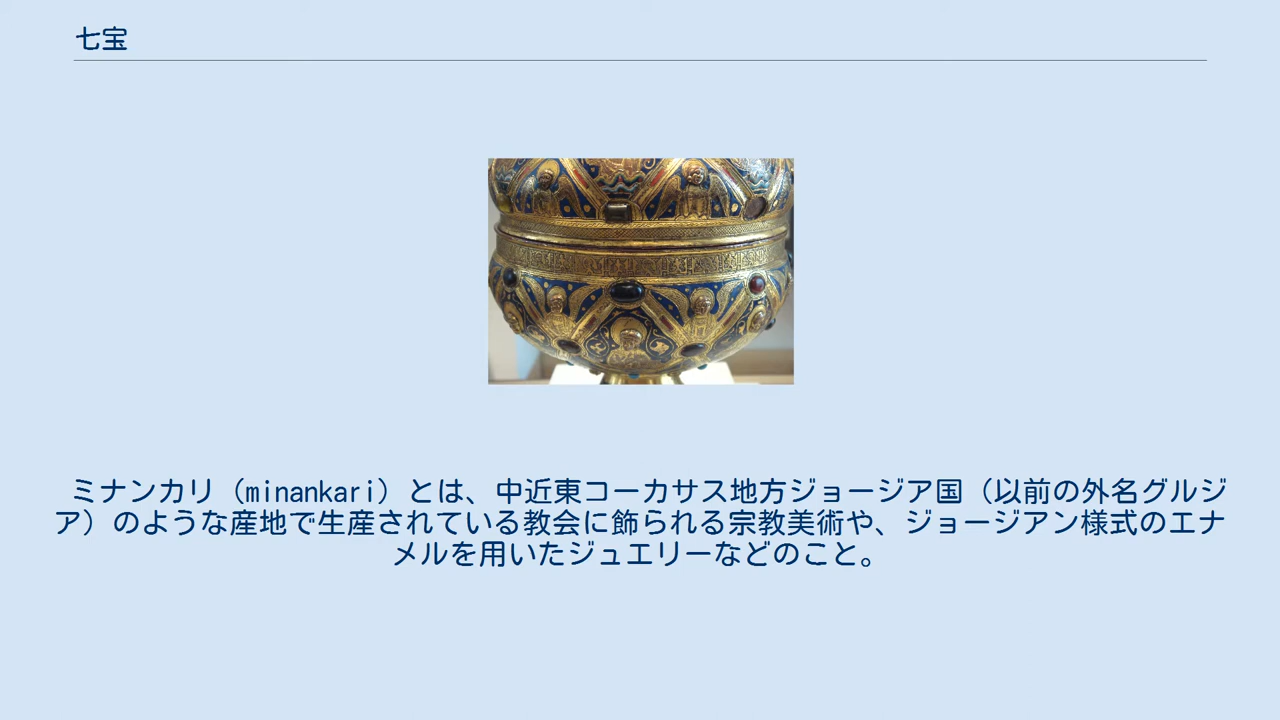 七宝
ミナンカリ（minankari）とは、中近東コーカサス地方ジョージア国（以前の外名グルジ
ア）のような産地で生産されている教会に飾られる宗教美術や、ジョージアン様式のエナ
メルを用いたジュエリーなどのこと。